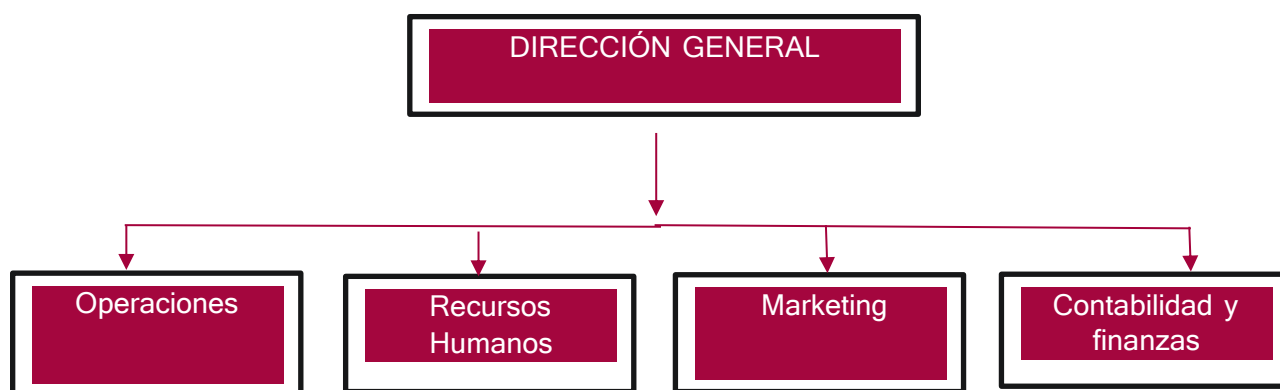 DIRECCIÓN GENERAL
Operaciones
Recursos
Humanos
Marketing
Contabilidad y
finanzas